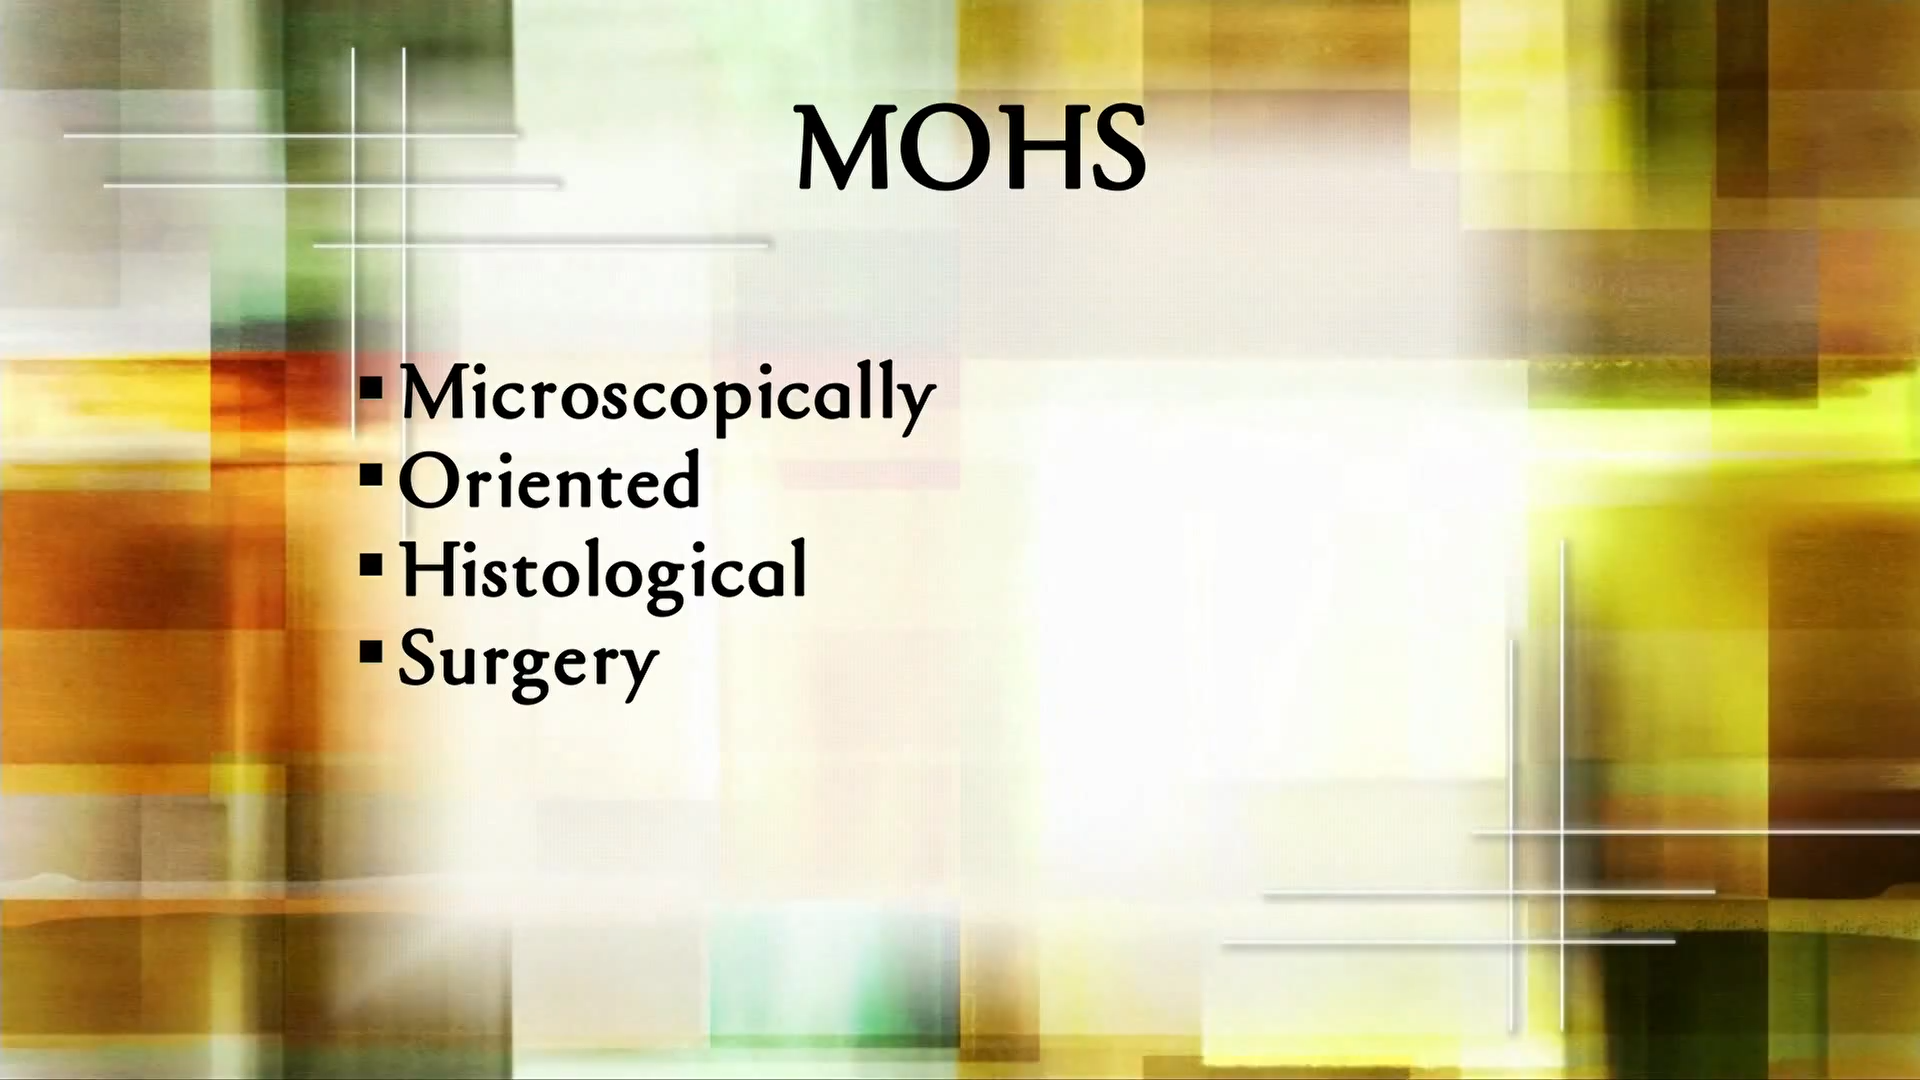 MOHS
▪ Microscopically
▪ Oriented
▪ Histological
▪ Surgery